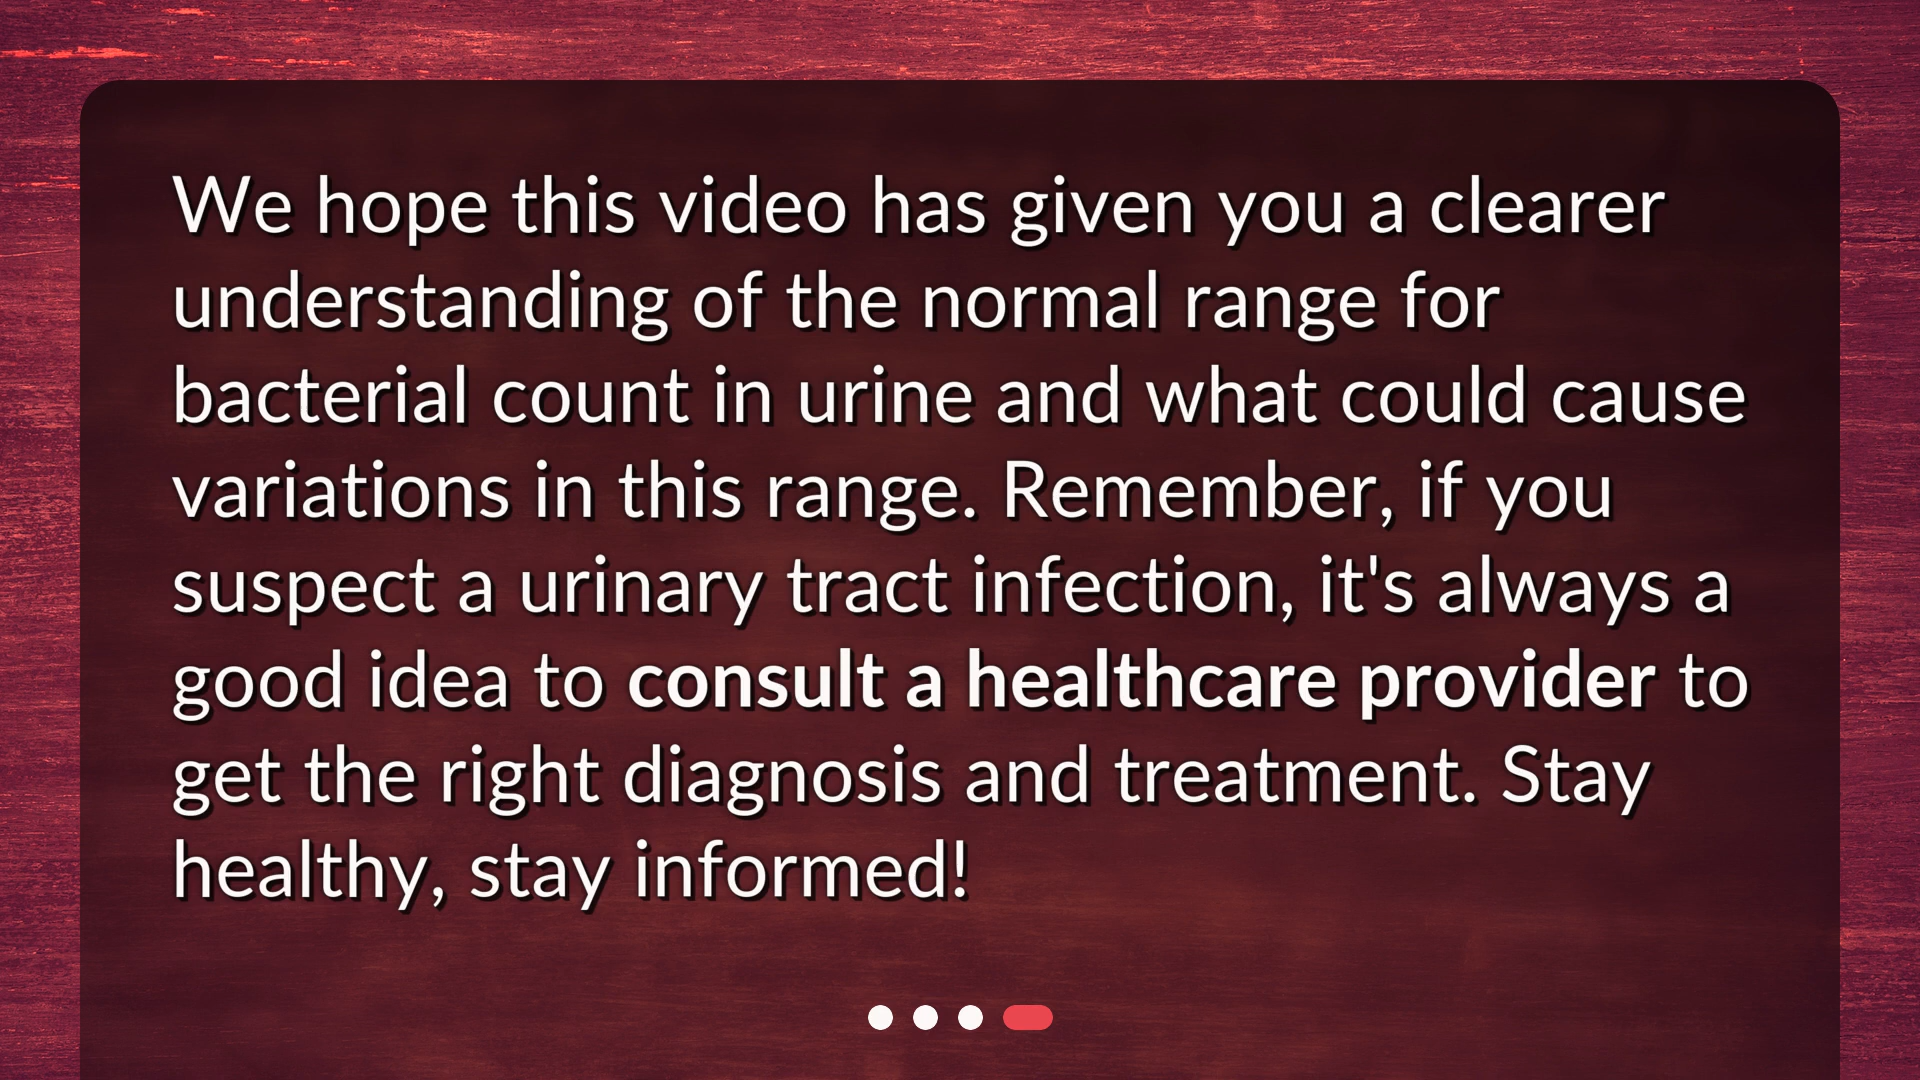 We hope this video has given you a clearer
understanding of the normal range for
bacterial count in urine and what could cause
variations in this range. Remember, if you
suspect a urinary tract infection, it's always a
good idea to consult a healthcare provider to
get the right diagnosis and treatment. Stay
healthy, stay informed!